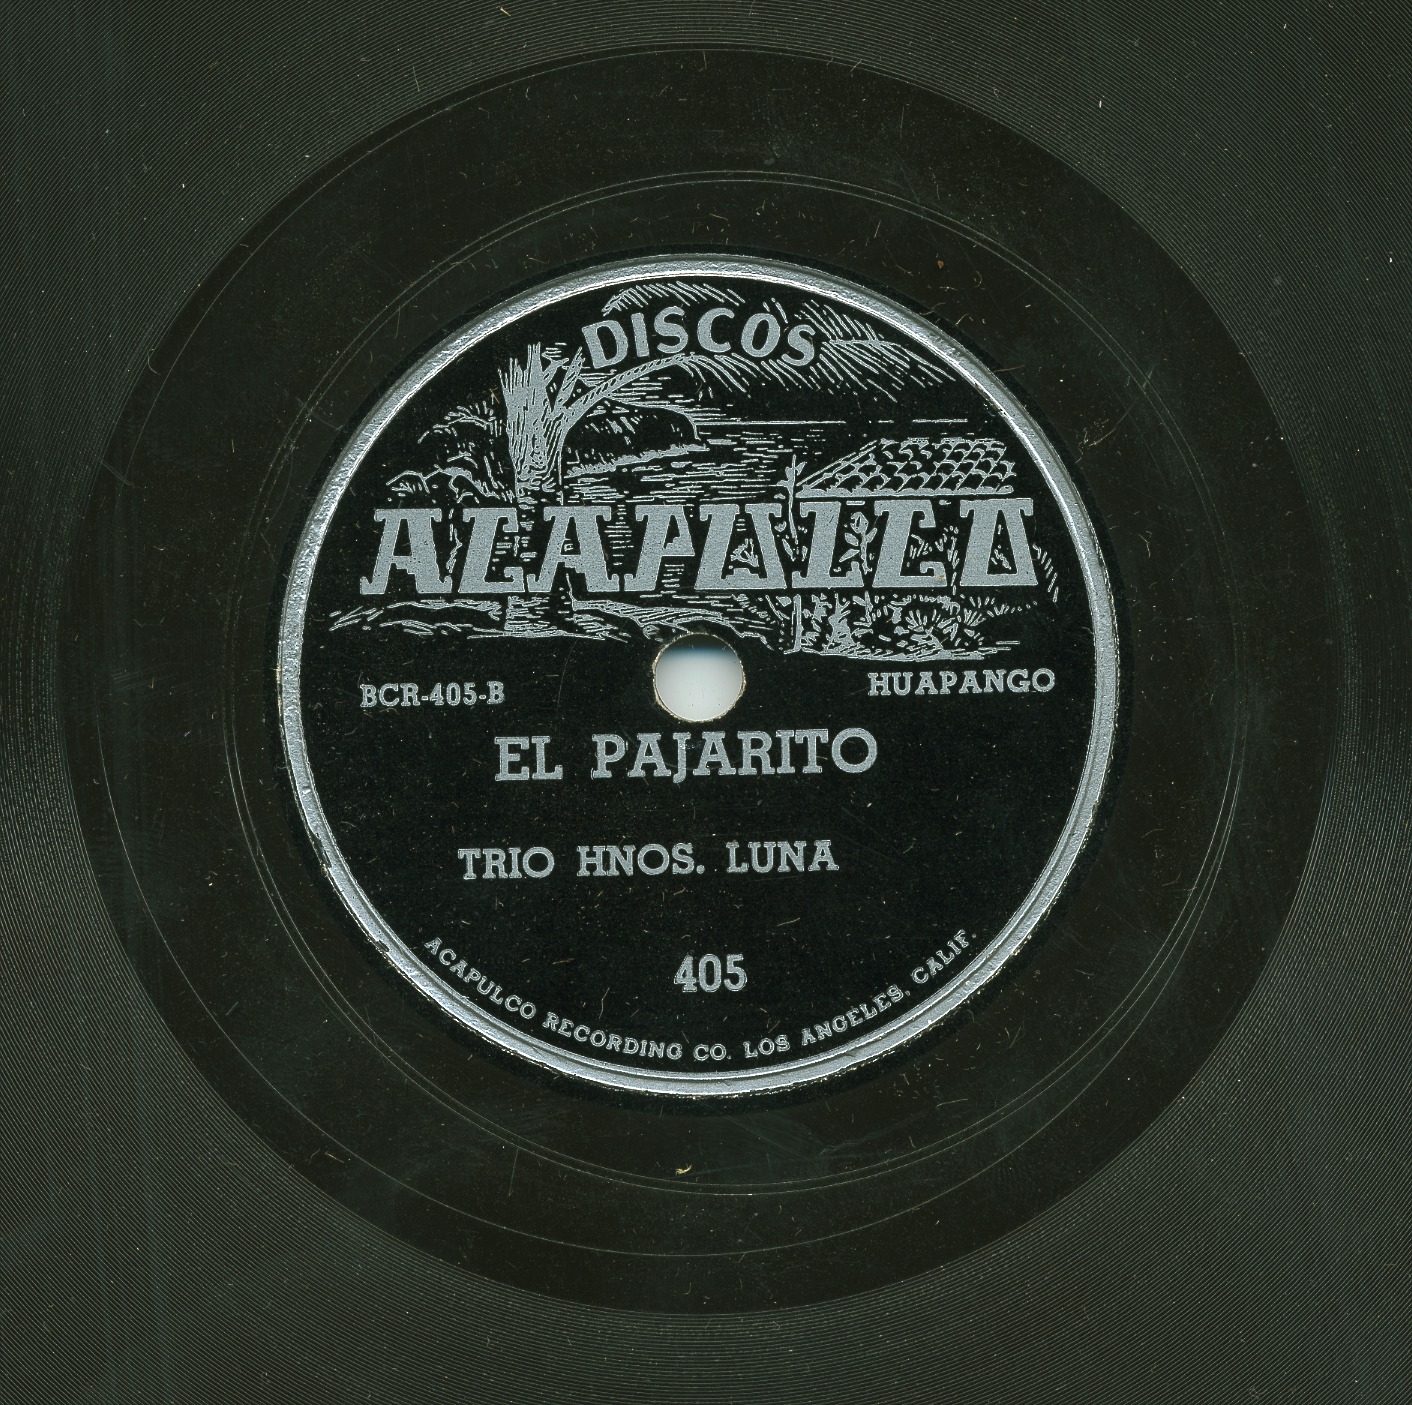 DISCOS
ACAPULCO
BCR-405-B
HUAPANGO
EL PAJARITO
TRIO HNOS. LUNA
405
ACAPULCO RECORDING CO. LOS ANGELES, CALIF.